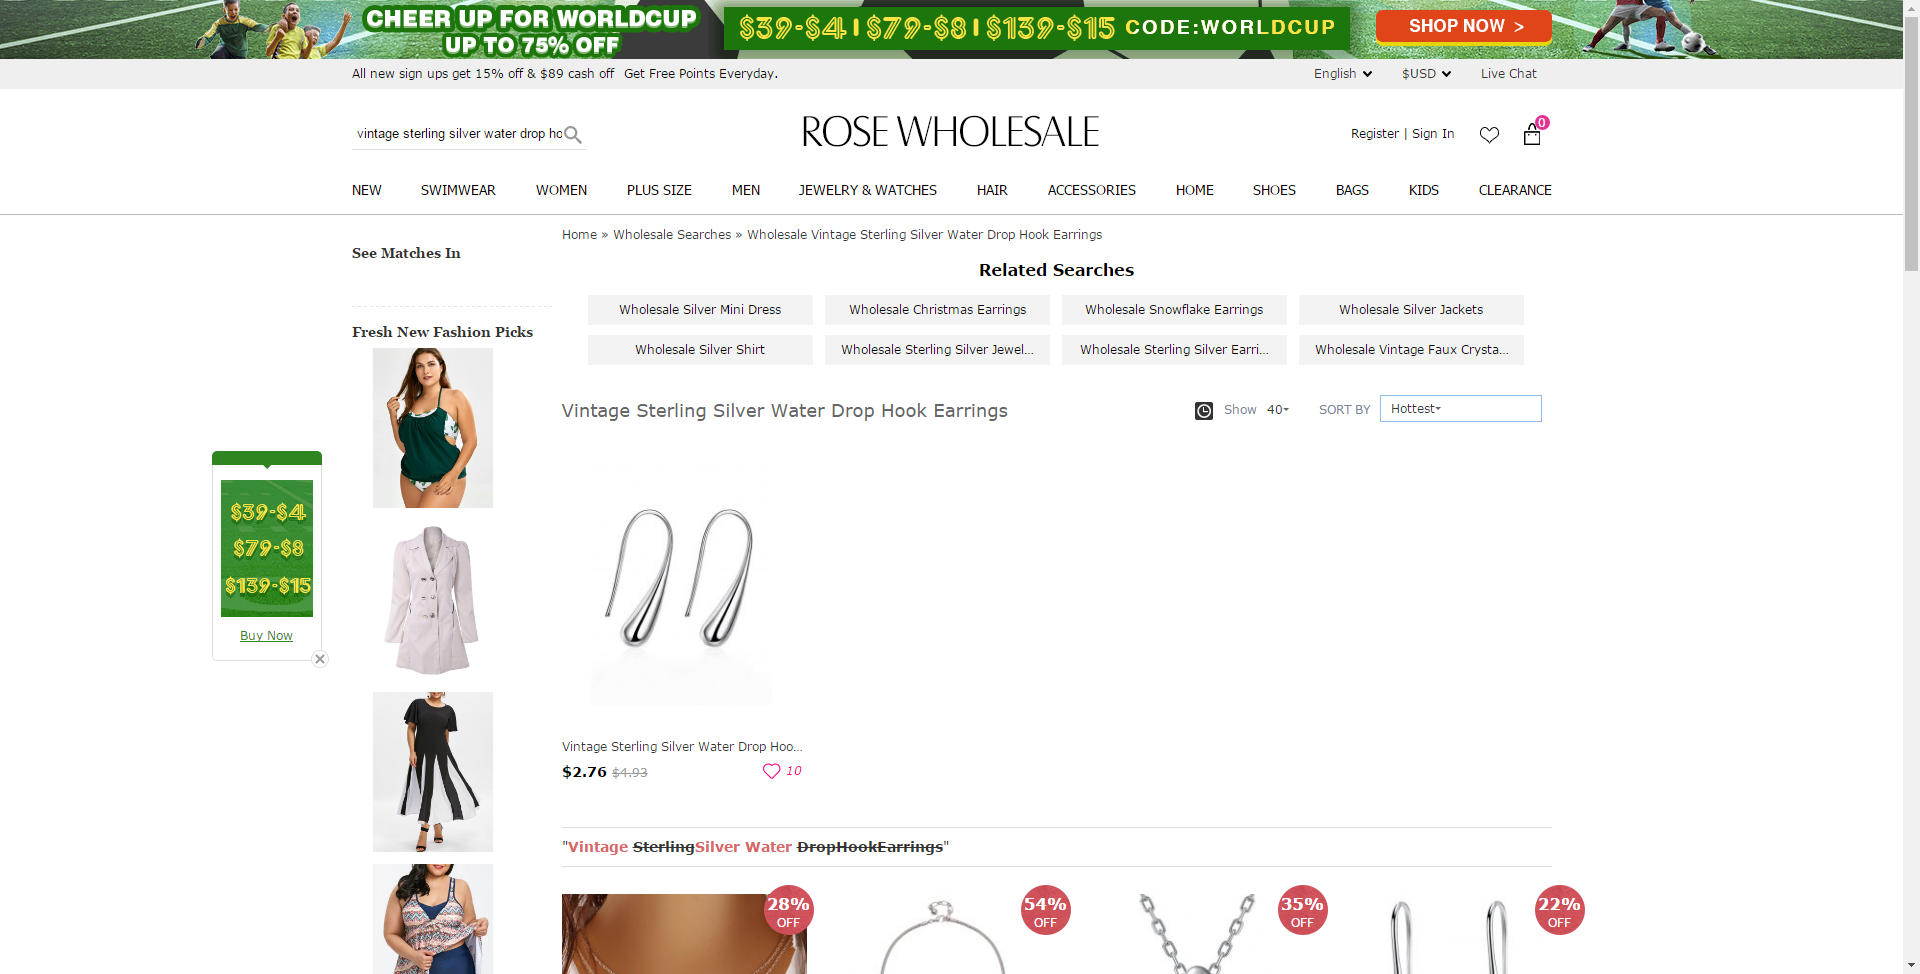 CHEER UP FOR WORLDCUP
UP TO 75% OFF
$39-$4 | $79-$8 | $139-$15 CODE:WORLDCUP
SHOP NOW >
All new sign ups get 15% off & $89 cash off Get Free Points Everyday.
English $USD Live Chat
vintage sterling silver water drop ho
ROSE WHOLESALE
Register | Sign In
0
NEW SWIMWEAR WOMEN PLUS SIZE MEN JEWELRY & WATCHES HAIR ACCESSORIES HOME SHOES BAGS KIDS CLEARANCE
Home » Wholesale Searches » Wholesale Vintage Sterling Silver Water Drop Hook Earrings
See Matches In
Related Searches
Wholesale Silver Mini Dress Wholesale Christmas Earrings Wholesale Snowflake Earrings Wholesale Silver Jackets
Wholesale Silver Shirt Wholesale Sterling Silver Jewel... Wholesale Sterling Silver Earri... Wholesale Vintage Faux Crysta...
Fresh New Fashion Picks
Vintage Sterling Silver Water Drop Hook Earrings
Show 40 SORT BY Hottest
$39-$4
$79-$8
$139-$15
Buy Now
Vintage Sterling Silver Water Drop Hoo...
$2.76 $4.93 10
"Vintage SterlingSilver Water DropHookEarrings"
28% OFF
54% OFF
35% OFF
22% OFF